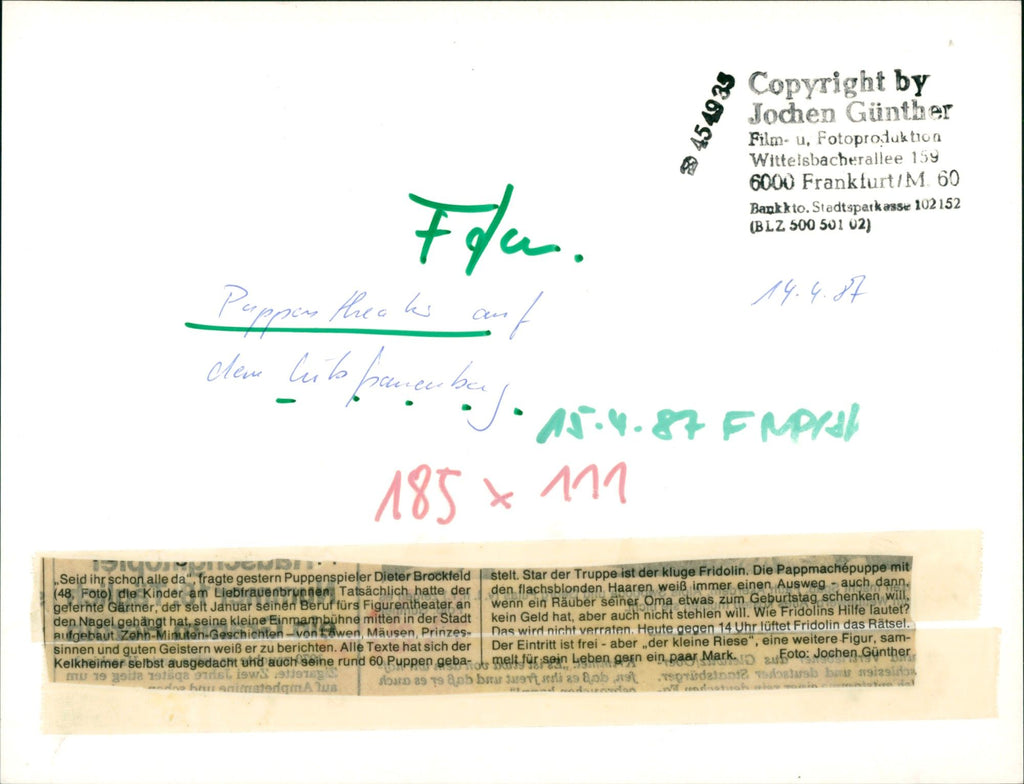 454935
Copyright by
Jochen Günther
Film- u. Fotoproduktion
Wittelsbacherallee 159
6000 Frankfurt/M. 60
Bankkto. Stadtsparkasse 102152
(BLZ 500 501 02)
14.4.87
Puppentheater auf
dem
15.4.87 FNP/st
185 x 111
„Seid ihr schon alle da“, fragte gestern Puppenspieler Dieter Brockfeld
(48, Foto) die Kinder am Liebfrauenbrunnen. Tatsächlich hatte der
gelernte Gärtner, der seit Januar seinen Beruf fürs Figurentheater an
den Nagel gehängt hat, seine kleine Einmannbühne mitten in der Stadt
aufgebaut. Zehn-Minuten-Geschichten – von Löwen, Mäusen, Prinzes-
sinnen und guten Geistern weiß er zu berichten. Alle Texte hat sich der
Kelkheimer selbst ausgedacht und auch seine rund 60 Puppen geba-
stelt. Star der Truppe ist der kluge Fridolin. Die Pappmachépuppe mit
den flachsblonden Haaren weiß immer einen Ausweg - auch dann,
wenn ein Räuber seiner Oma etwas zum Geburtstag schenken will,
kein Geld hat, aber auch nicht stehlen will. Wie Fridolins Hilfe lautet?
Das wird nicht verraten. Heute gegen 14 Uhr lüftet Fridolin das Rätsel.
Der Eintritt ist frei - aber „der kleine Riese“, eine weitere Figur, sam-
melt für sein Leben gern ein paar Mark. Foto: Jochen Günther